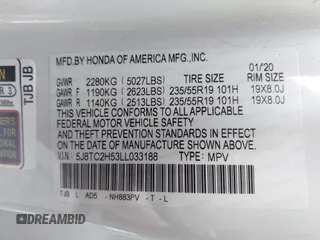 MFD.BY HONDA OF AMERICA MFG.,INC. 01/'20
GVWR 2280KG (5027LBS) TIRE SIZE RIM SIZE
GAWR F 1190KG (2623LBS) 235/55R19 101H 19X8.0J
GAWR R 1140KG (2513LBS) 235/55R19 101H 19X8.0J
THIS VEHICLE CONFORMS TO ALL APPLICABLE
FEDERAL MOTOR VEHICLE SAFETY, BUMPER,
AND THEFT PREVENTION STANDARDS IN EFFECT
ON THE DATE OF MANUFACTURE SHOWN ABOVE.
5J8TC2H53LL033188 TYPE: MPV
TJB L AD5 - NH883PV - T - L
TJB JB
DREAMBID